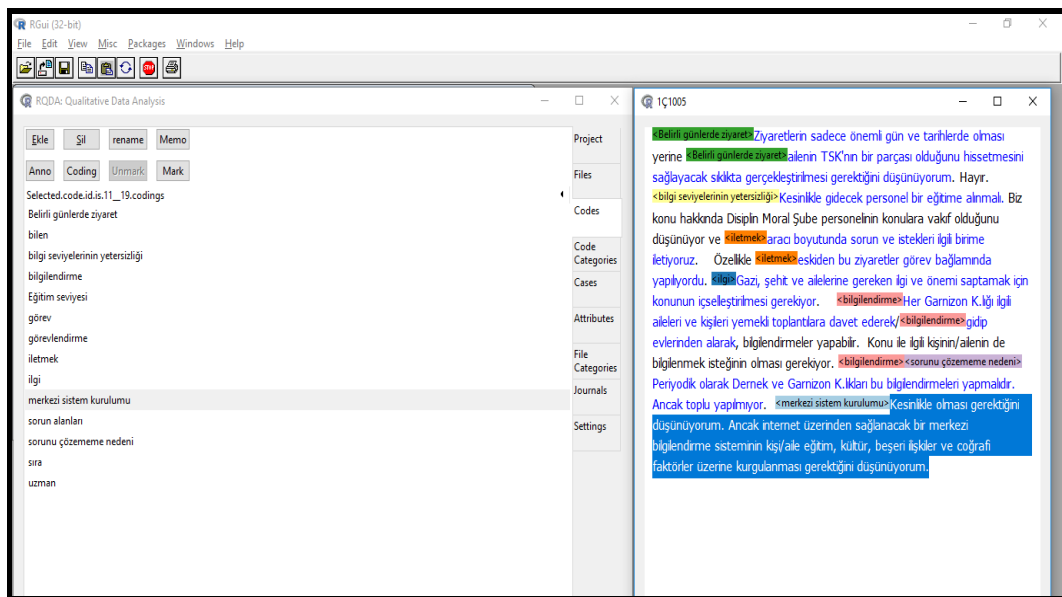 RGui (32-bit)
File Edit View Misc Packages Windows Help
STOP
RQDA: Qualitative Data Analysis
Ekle Sil rename Memo
Anno Coding Unmark Mark
Selected.code.id.is.11__19.codings
Belirli günlerde ziyaret
bilen
bilgi seviyelerinin yetersizliği
bilgilendirme
Eğitim seviyesi
görev
görevlendirme
iletmek
ilgi
merkezi sistem kurulumu
sorun alanları
sorunu çözememe nedeni
sıra
uzman
Project
Files
Codes
Code
Categories
Cases
Attributes
File
Categories
Journals
Settings
1Ç1005
<Belirli günlerde ziyaret>Ziyaretlerin sadece önemli gün ve tarihlerde olması
yerine <Belirli günlerde ziyaret>ailenin TSK'nın bir parçası olduğunu hissetmesini
sağlayacak sıklıkta gerçekleştirilmesi gerektiğini düşünüyorum. Hayır.
<bilgi seviyelerinin yetersizliği>Kesinlikle gidecek personel bir eğitime alınmalı. Biz
konu hakkında Disiplin Moral Şube personelinin konulara vakıf olduğunu
düşünüyor ve <iletmek>aracı boyutunda sorun ve istekleri ilgili birime
iletiyoruz. Özellikle <iletmek>eskiden bu ziyaretler görev bağlamında
yapılıyordu. <ilgi>Gazi, şehit ve ailelerine gereken ilgi ve önemi saptamak için
konunun içselleştirilmesi gerekiyor. <bilgilendirme>Her Garnizon K.lığı ilgili
aileleri ve kişileri yemekli toplantılara davet ederek/<bilgilendirme>gidip
evlerinden alarak, bilgilendirmeler yapabilir. Konu ile ilgili kişinin/ailenin de
bilgilenmek isteğinin olması gerekiyor. <bilgilendirme><sorunu çözememe nedeni>
Periyodik olarak Dernek ve Garnizon K.lıkları bu bilgilendirmeleri yapmalıdır.
Ancak toplu yapılmıyor. <merkezi sistem kurulumu>Kesinlikle olması gerektiğini
düşünüyorum. Ancak internet üzerinden sağlanacak bir merkezi
bilgilendirme sisteminin kişi/aile eğitim, kültür, beşeri ilişkiler ve coğrafi
faktörler üzerine kurgulanması gerektiğini düşünüyorum.